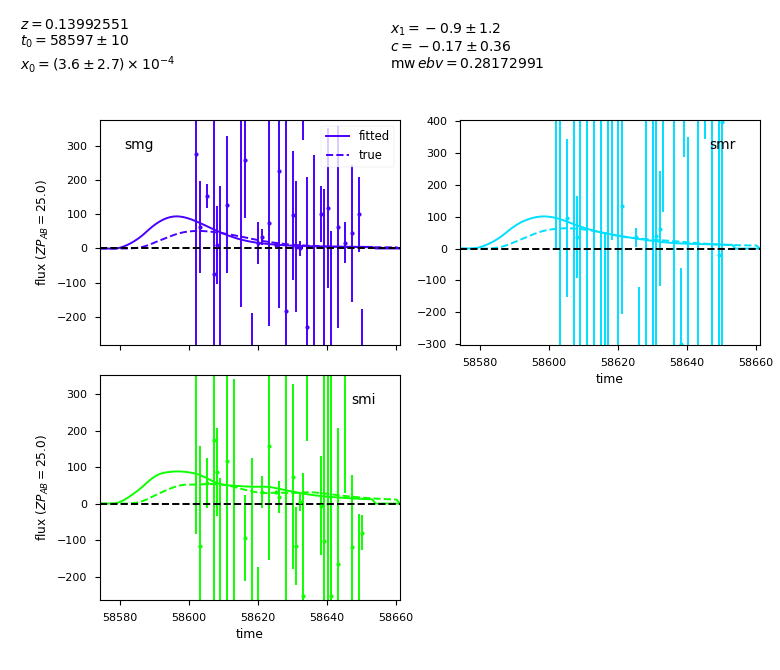 z = 0.13992551
t₀ = 58597 ± 10
x₀ = (3.6 ± 2.7) × 10⁻⁴
x₁ = −0.9 ± 1.2
c = −0.17 ± 0.36
mw ebv = 0.28172991
smg
fitted
true
300
200
100
0
−100
−200
flux (ZP_AB = 25.0)
smr
400
300
200
100
0
−100
−200
−300
58580 58600 58620 58640 58660
time
smi
300
200
100
0
−100
−200
flux (ZP_AB = 25.0)
58580 58600 58620 58640 58660
time